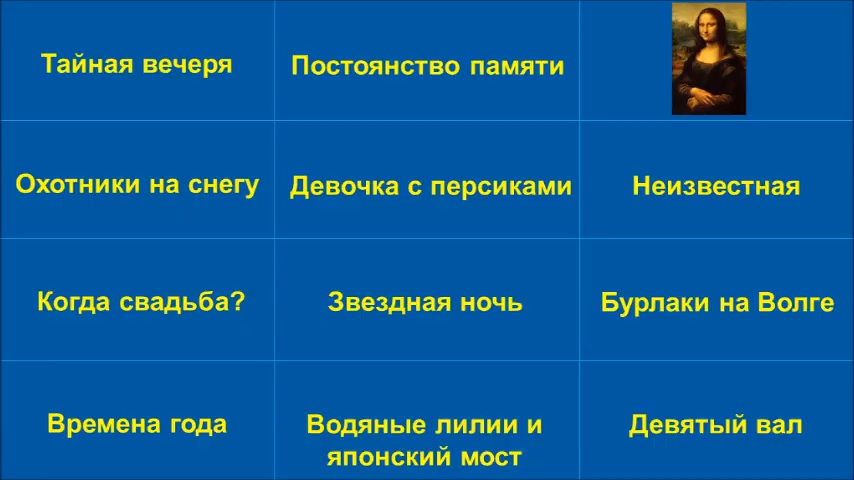 Тайная вечеря
Постоянство памяти
Охотники на снегу
Девочка с персиками
Неизвестная
Когда свадьба?
Звездная ночь
Бурлаки на Волге
Времена года
Водяные лилии и
японский мост
Девятый вал